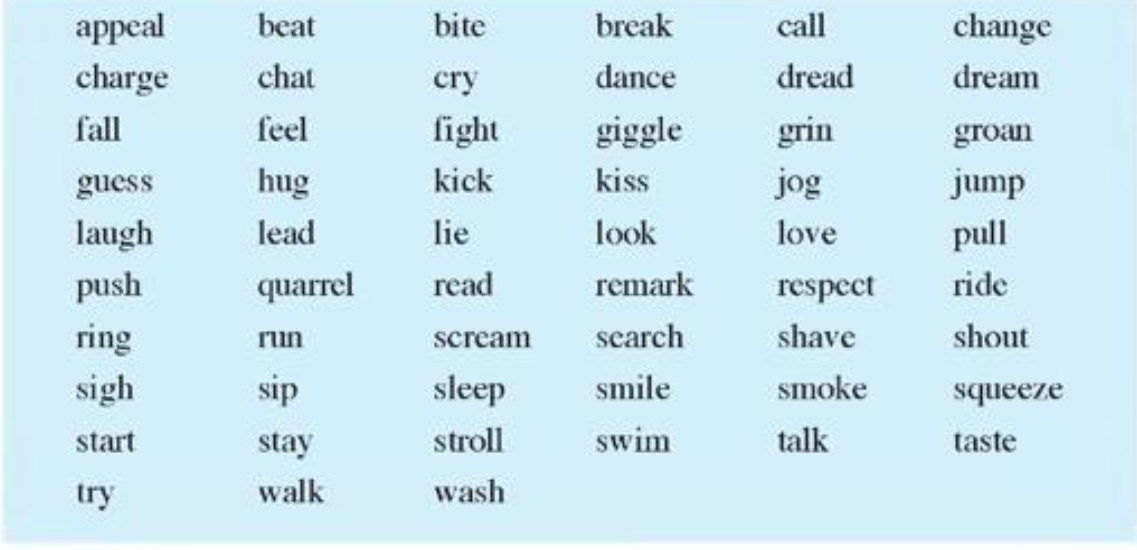 appeal beat bite break call change
charge chat cry dance dread dream
fall feel fight giggle grin groan
guess hug kick kiss jog jump
laugh lead lie look love pull
push quarrel read remark respect ride
ring run scream search shave shout
sigh sip sleep smile smoke squeeze
start stay stroll swim talk taste
try walk wash